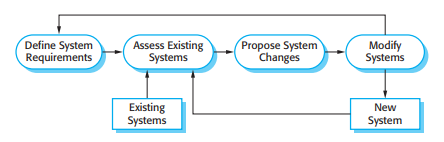 Define System
Requirements
Assess Existing
Systems
Propose System
Changes
Modify
Systems
Existing
Systems
New
System